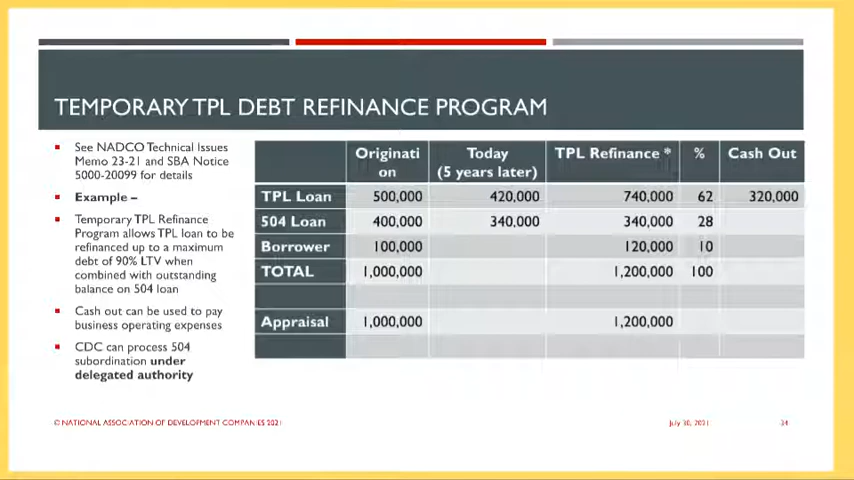 TEMPORARY TPL DEBT REFINANCE PROGRAM
See NADCO Technical Issues
Memo 23-21 and SBA Notice
5000-20099 for details
Example –
Temporary TPL Refinance
Program allows TPL loan to be
refinanced up to a maximum
debt of 90% LTV when
combined with outstanding
balance on 504 loan
Cash out can be used to pay
business operating expenses
CDC can process 504
subordination under
delegated authority
Originati
on
Today
(5 years later)
TPL Refinance *
%
Cash Out
TPL Loan 500,000 420,000 740,000 62 320,000
504 Loan 400,000 340,000 340,000 28
Borrower 100,000 120,000 10
TOTAL 1,000,000 1,200,000 100
Appraisal 1,000,000 1,200,000
© NATIONAL ASSOCIATION OF DEVELOPMENT COMPANIES 2021
July 30, 2021
34